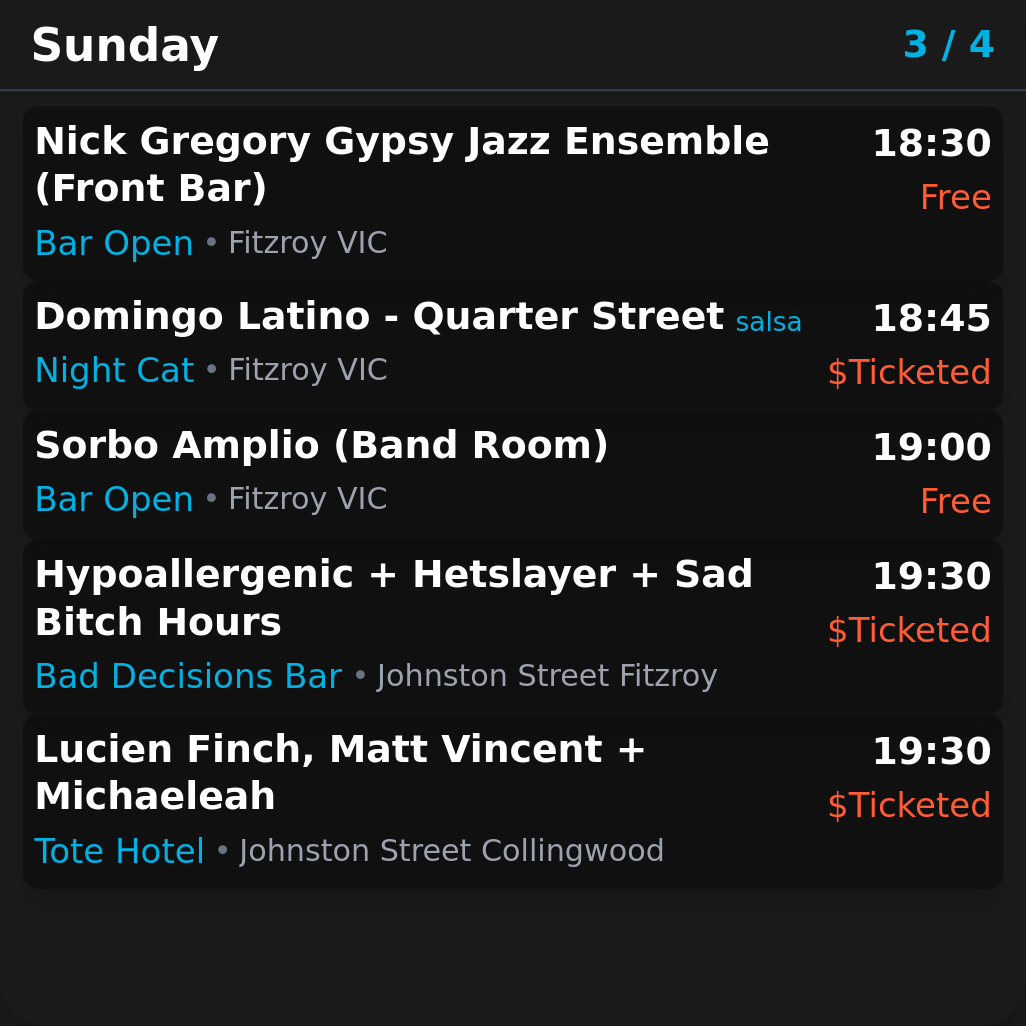 Sunday
3 / 4
Nick Gregory Gypsy Jazz Ensemble
(Front Bar)
18:30
Free
Bar Open • Fitzroy VIC
Domingo Latino - Quarter Street salsa
18:45
Night Cat • Fitzroy VIC
$Ticketed
Sorbo Amplio (Band Room)
19:00
Bar Open • Fitzroy VIC
Free
Hypoallergenic + Hetslayer + Sad
Bitch Hours
19:30
$Ticketed
Bad Decisions Bar • Johnston Street Fitzroy
Lucien Finch, Matt Vincent +
Michaeleah
19:30
$Ticketed
Tote Hotel • Johnston Street Collingwood